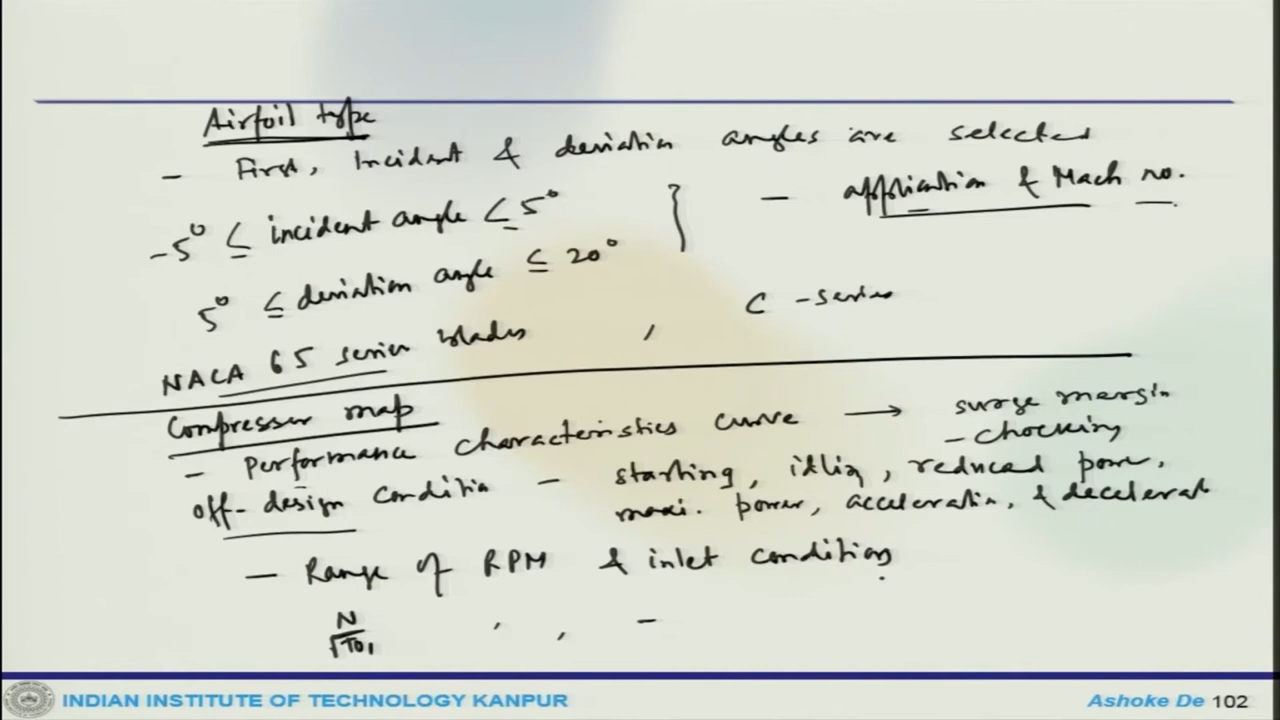 Airfoil type
- First, Incident & deviation angles are selected
-5° ≤ incident angle ≤ 5° } - application & Mach no.
5° ≤ deviation angle ≤ 20°
NACA 65 series blades , C - series
Compressor map
- Performance characteristics curve → surge margin
- chocking
off-design condition - starting, idling, reduced power,
maxi. power, acceleration, & decelerat
- Range of RPM & inlet conditions
N/√T01 , , -
INDIAN INSTITUTE OF TECHNOLOGY KANPUR
Ashoke De 102